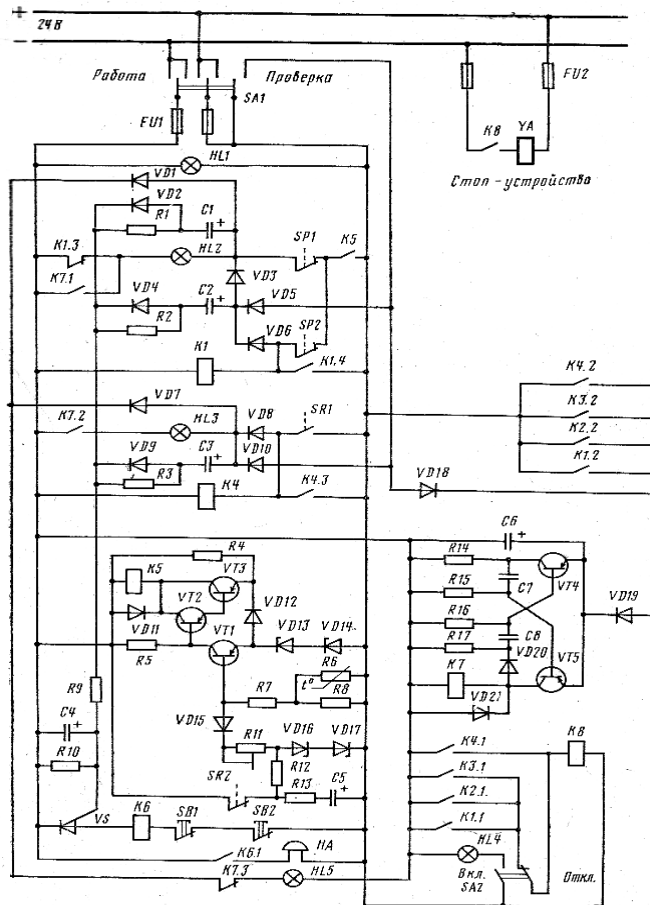 + 24В
−
Работа Проверка
SA1
FU1 FU2
K8 YA
HL1
Стоп-устройства
VD1
VD2
R1 C1 +
K1.3 HL2 SP1 K5
K7.1 VD3
VD4 C2 + VD5
R2 VD6 SP2
K1 K1.4
K4.2
VD7 K3.2
K7.2 HL3 VD8 SR1 K2.2
VD9 C3 VD10 K1.2
+
R3 K4 K4.3 VD18
C6
+
R4 R14
K5 VT3 VT4
VT2 VD12 R15 C7
VD11 VT1 VD13 VD14 R16 VD19
R5 R6 R17 C8
t° VD20 VT5
R9 R7 R8 K7
C4 VD15 VD21
+ R11 VD16 VD17
R10 R12 K4.1 K8
SR2 R13 C5 K3.1
+
VS K6 SB1 SB2 K2.1
K1.1
K6.1 HA HL4
K7.3 HL5 Вкл. Откл.
SA2